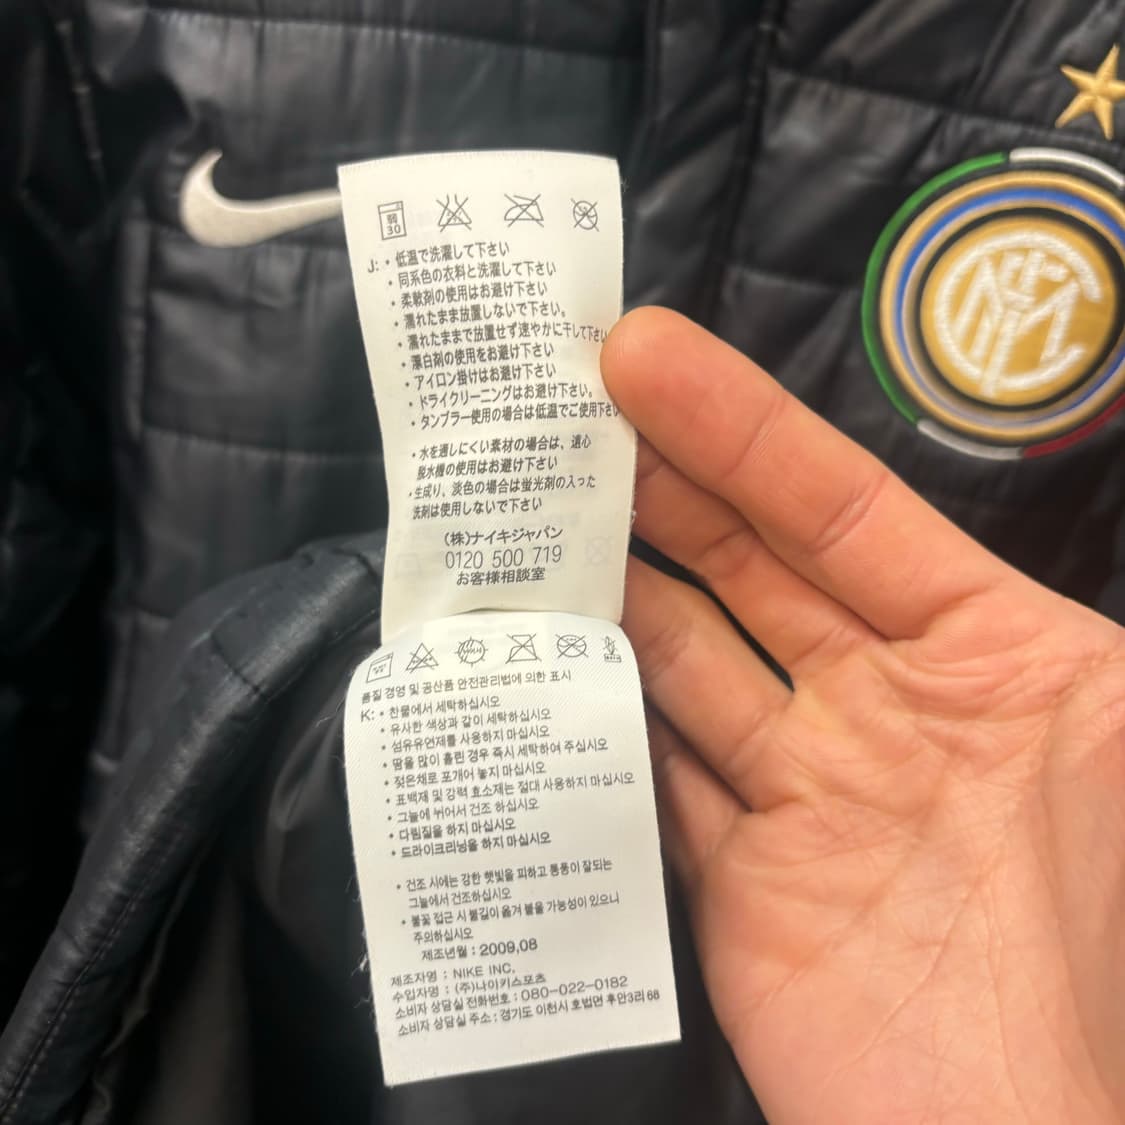 弱
30
J: • 低温で洗濯して下さい
• 同系色の衣料と洗濯して下さい
• 柔軟剤の使用はお避け下さい
• 濡れたまま放置しないで下さい。
• 濡れたままで放置せず速やかに干して下さい
• 漂白剤の使用をお避け下さい
• アイロン掛けはお避け下さい
• ドライクリーニングはお避け下さい。
• タンブラー使用の場合は低温でご使用下さい
• 水を通しにくい素材の場合は、遠心
脱水機の使用はお避け下さい
• 生成り、淡色の場合は蛍光剤の入った
洗剤は使用しないで下さい
(株)ナイキジャパン
0120 500 719
お客様相談室
품질 경영 및 공산품 안전관리법에 의한 표시
K: • 찬물에서 세탁하십시오
• 유사한 색상과 같이 세탁하십시오
• 섬유유연제를 사용하지 마십시오
• 땀을 많이 흘린 경우 즉시 세탁하여 주십시오
• 젖은채로 포개어 놓지 마십시오
• 표백제 및 강력 효소제는 절대 사용하지 마십시오
• 그늘에 뉘어서 건조 하십시오
• 다림질을 하지 마십시오
• 드라이크리닝을 하지 마십시오
• 건조 시에는 강한 햇빛을 피하고 통풍이 잘되는
그늘에서 건조하십시오
• 불꽃 접근 시 불길이 옮겨 붙을 가능성이 있으니
주의하십시오
제조년월 : 2009,08
제조자명 : NIKE INC.
수입자명 : (주)나이키스포츠
소비자 상담실 전화번호 : 080-022-0182
소비자 상담실 주소 : 경기도 이천시 호법면 후안3리 68